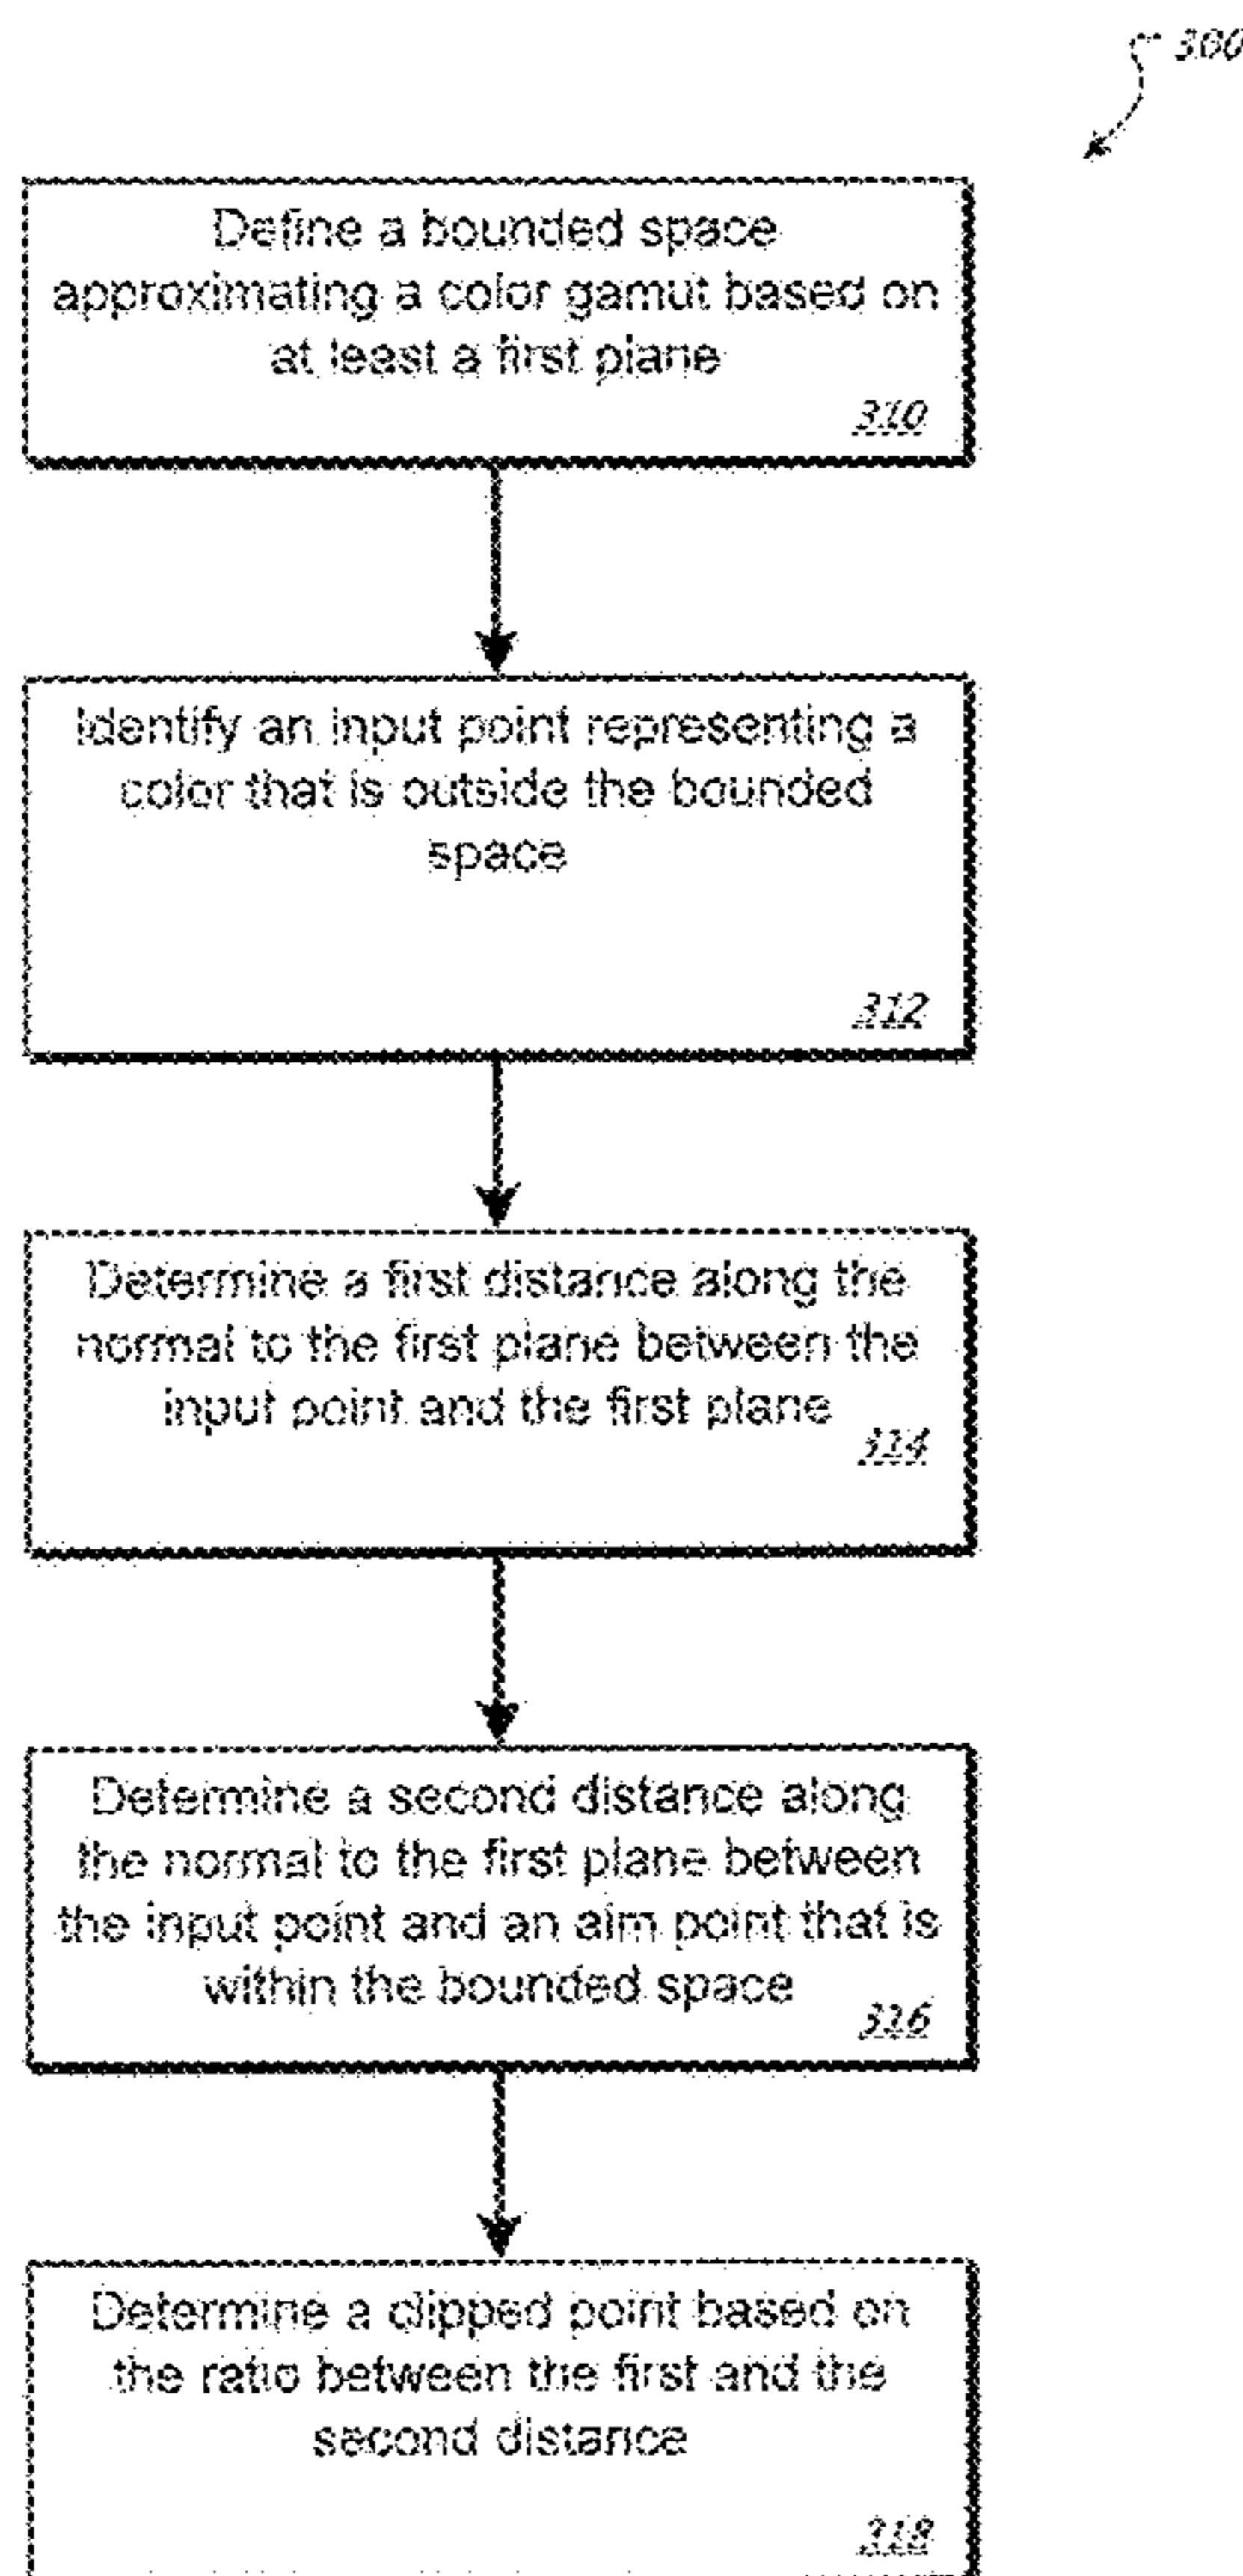 300
Define a bounded space
approximating a color gamut based on
at least a first plane
310
Identify an input point representing a
color that is outside the bounded
space
312
Determine a first distance along the
normal to the first plane between the
input point and the first plane
314
Determine a second distance along
the normal to the first plane between
the input point and an aim point that is
within the bounded space
316
Determine a clipped point based on
the ratio between the first and the
second distance
318